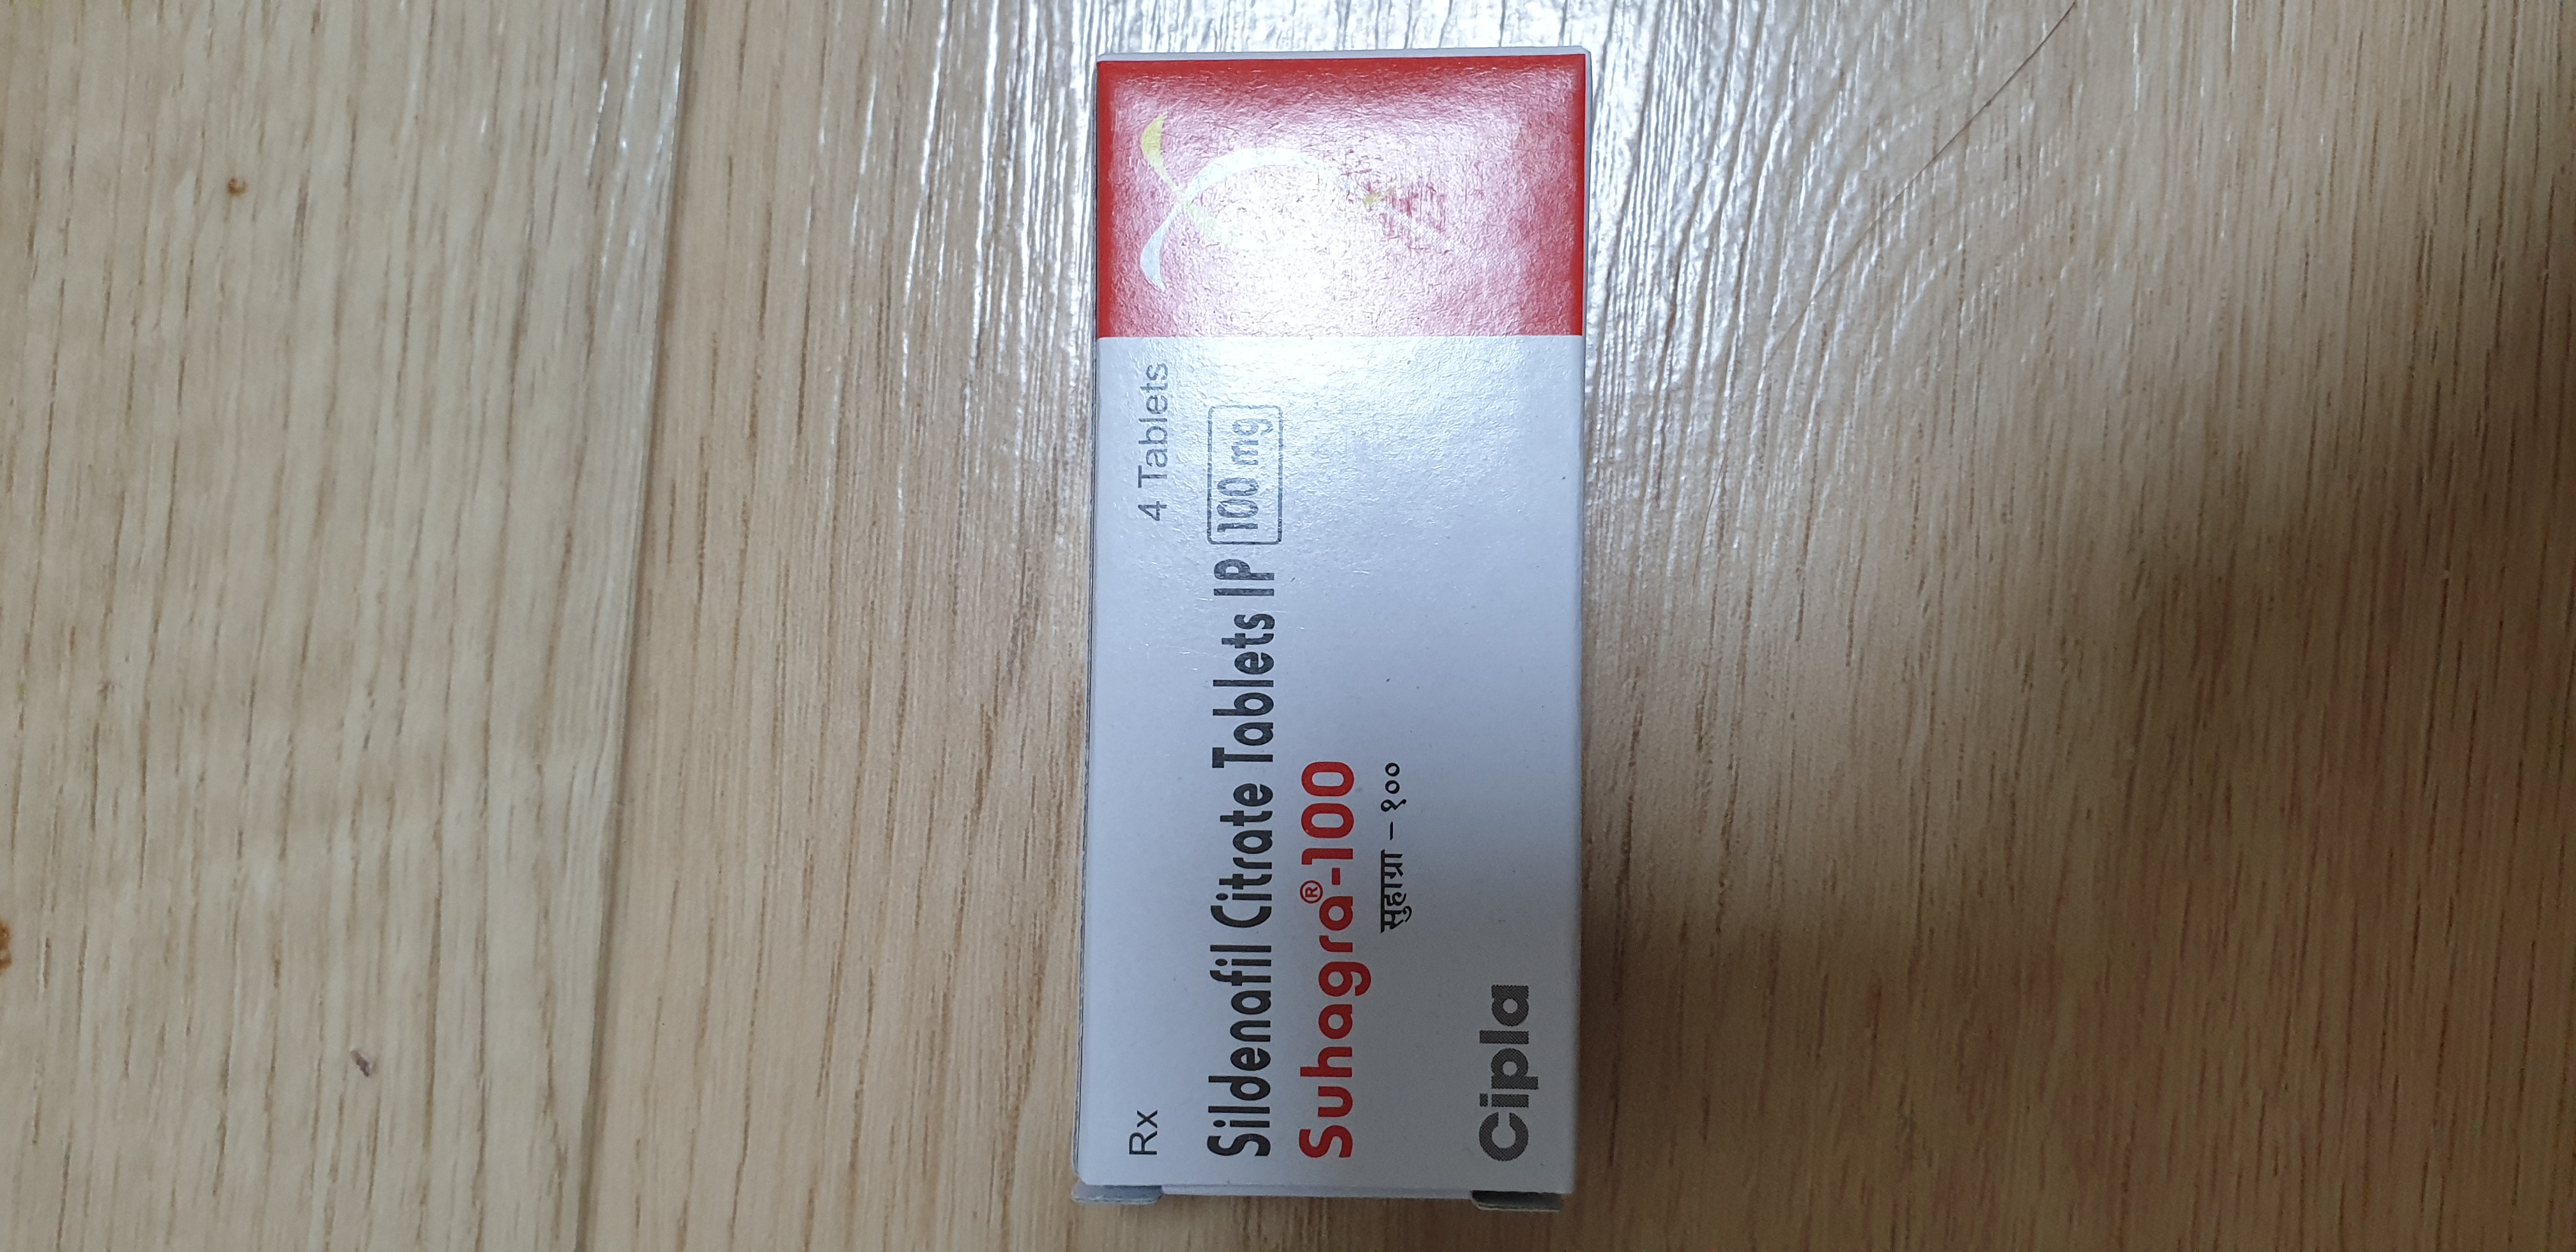 Rx 4 Tablets
Sildenafil Citrate Tablets IP 100 mg
Suhagra®-100
सुहाग्रा – १००
Cipla